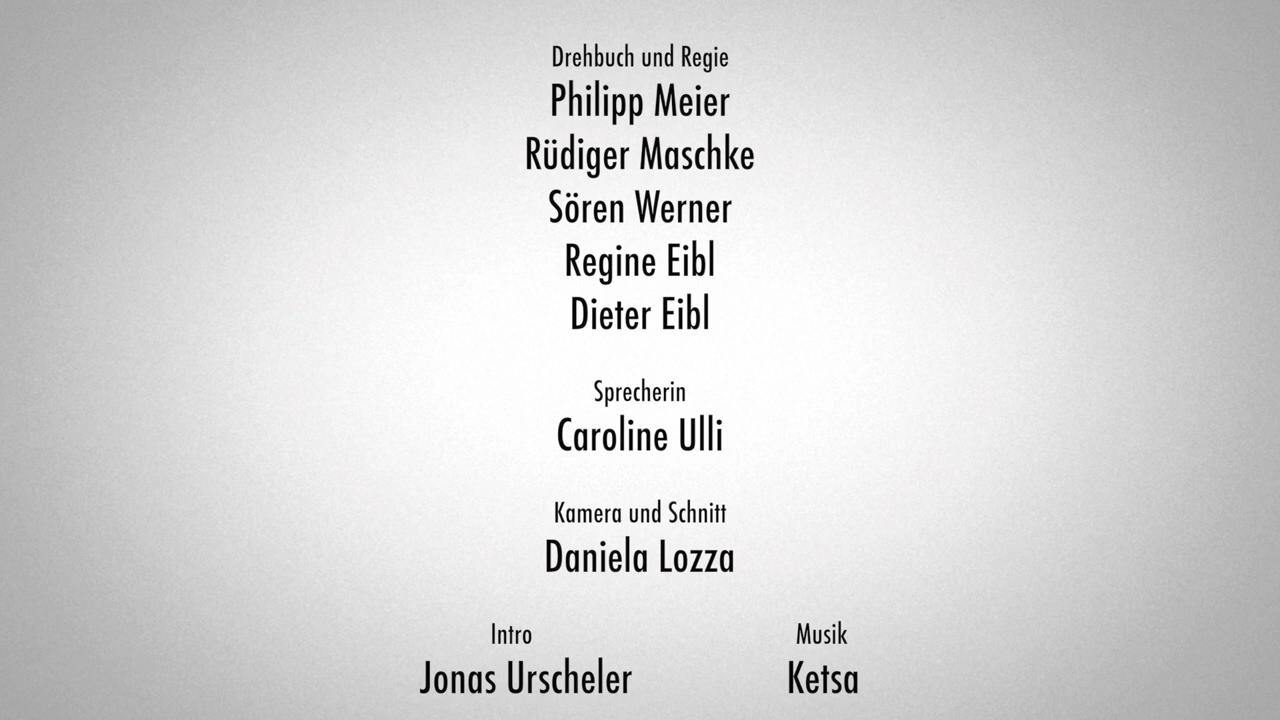 Drehbuch und Regie
Philipp Meier
Rüdiger Maschke
Sören Werner
Regine Eibl
Dieter Eibl
Sprecherin
Caroline Ulli
Kamera und Schnitt
Daniela Lozza
Intro
Jonas Urscheler
Musik
Ketsa